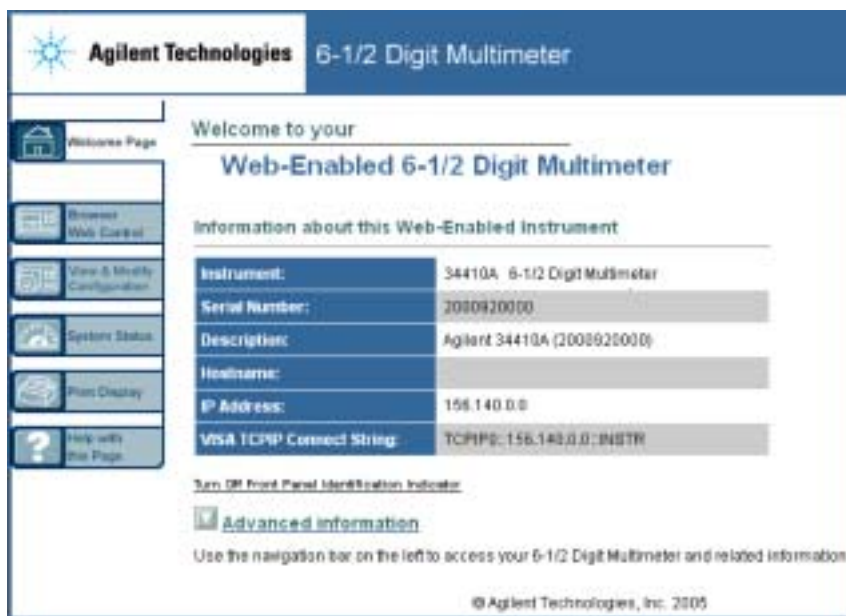 Agilent Technologies
6-1/2 Digit Multimeter
Welcome Page
Browser
Web Control
View & Modify
Configuration
System Status
Print Display
Help with
this Page
Welcome to your
Web-Enabled 6-1/2 Digit Multimeter
Information about this Web-Enabled Instrument
Instrument: 34410A 6-1/2 Digit Multimeter
Serial Number: 2000920000
Description: Agilent 34410A (2000920000)
Hostname:
IP Address: 156.140.0.0
VISA TCPIP Connect String: TCPIP0::156.140.0.0::INSTR
Turn Off Front Panel Identification Indicator
Advanced information
Use the navigation bar on the left to access your 6-1/2 Digit Multimeter and related information
© Agilent Technologies, Inc. 2005